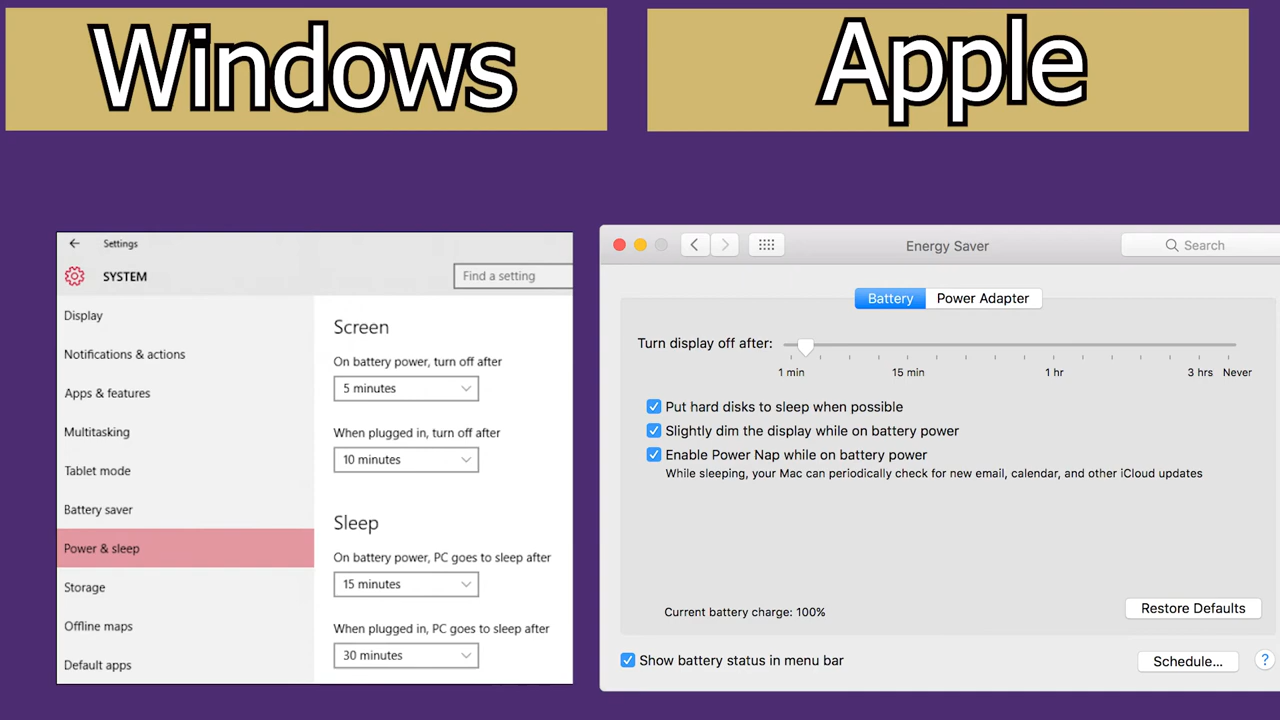 Windows
Apple
Settings
SYSTEM
Find a setting
Display
Notifications & actions
Apps & features
Multitasking
Tablet mode
Battery saver
Power & sleep
Storage
Offline maps
Default apps
Screen
On battery power, turn off after
5 minutes
When plugged in, turn off after
10 minutes
Sleep
On battery power, PC goes to sleep after
15 minutes
When plugged in, PC goes to sleep after
30 minutes
Energy Saver
Search
Battery
Power Adapter
Turn display off after:
1 min
15 min
1 hr
3 hrs
Never
Put hard disks to sleep when possible
Slightly dim the display while on battery power
Enable Power Nap while on battery power
While sleeping, your Mac can periodically check for new email, calendar, and other iCloud updates
Current battery charge: 100%
Restore Defaults
Show battery status in menu bar
Schedule...
?